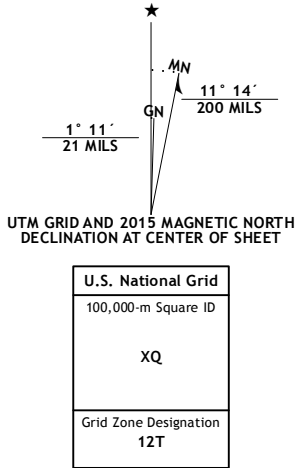 ★
MN
11° 14´
200 MILS
GN
1° 11´
21 MILS
UTM GRID AND 2015 MAGNETIC NORTH
DECLINATION AT CENTER OF SHEET
U.S. National Grid
100,000-m Square ID
XQ
Grid Zone Designation
12T